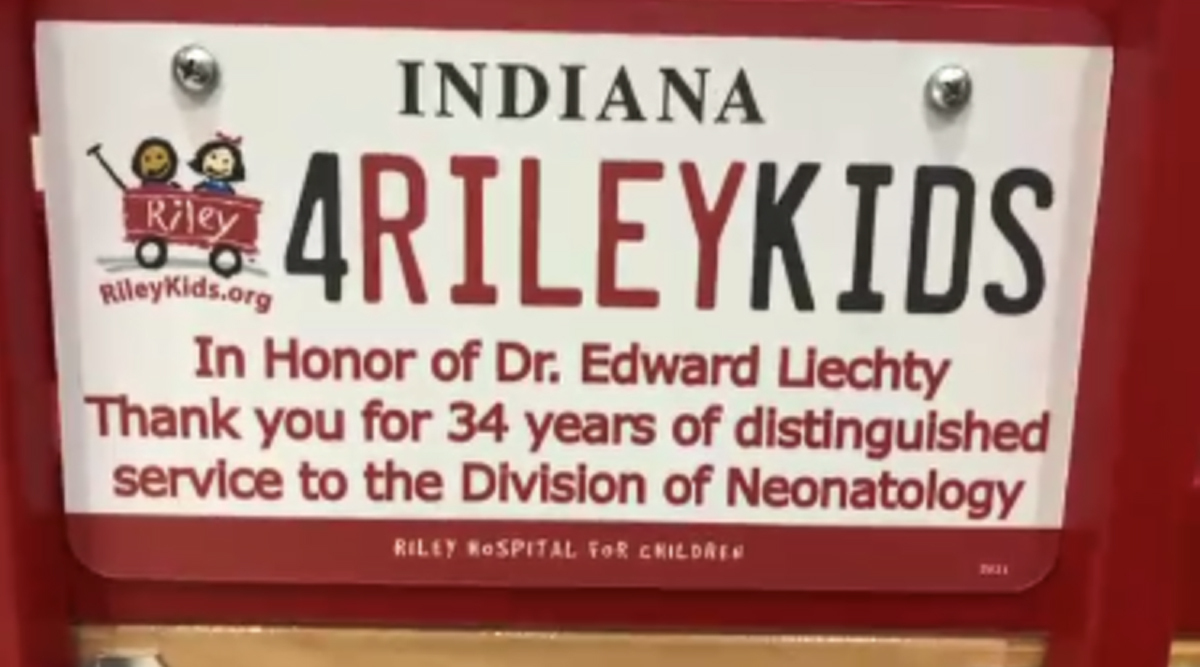 INDIANA
Riley
RileyKids.org
4RILEYKIDS
In Honor of Dr. Edward Liechty
Thank you for 34 years of distinguished
service to the Division of Neonatology
RILEY HOSPITAL FOR CHILDREN